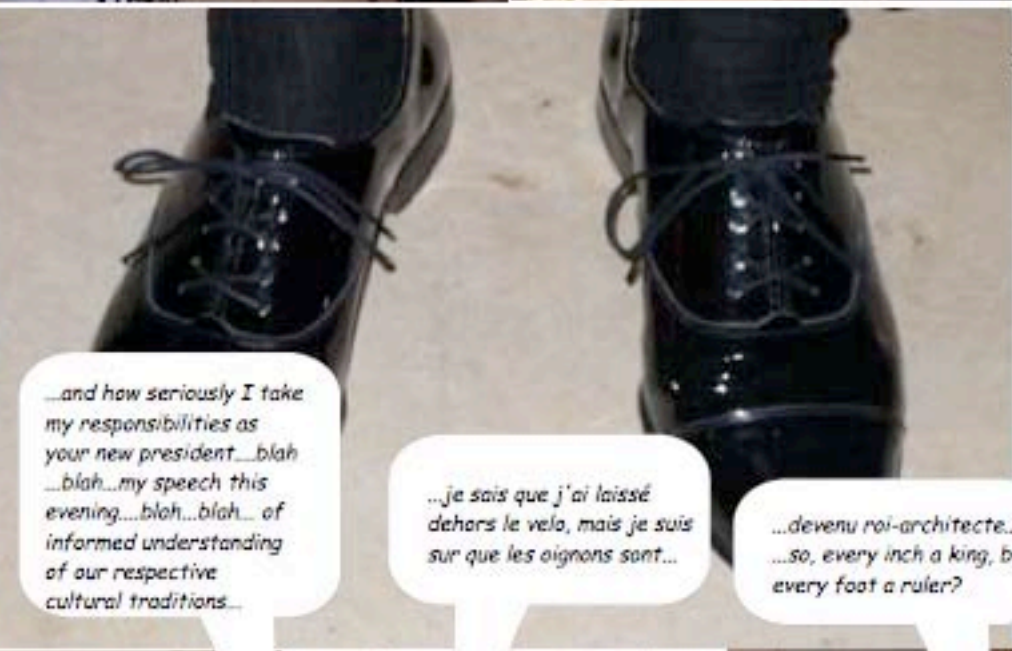 ...and how seriously I take
my responsibilities as
your new president....blah
...blah...my speech this
evening....blah...blah... of
informed understanding
of our respective
cultural traditions...
...je sais que j'ai laissé
dehors le velo, mais je suis
sur que les oignons sont...
...devenu roi-architecte..
...so, every inch a king, b
every foot a ruler?